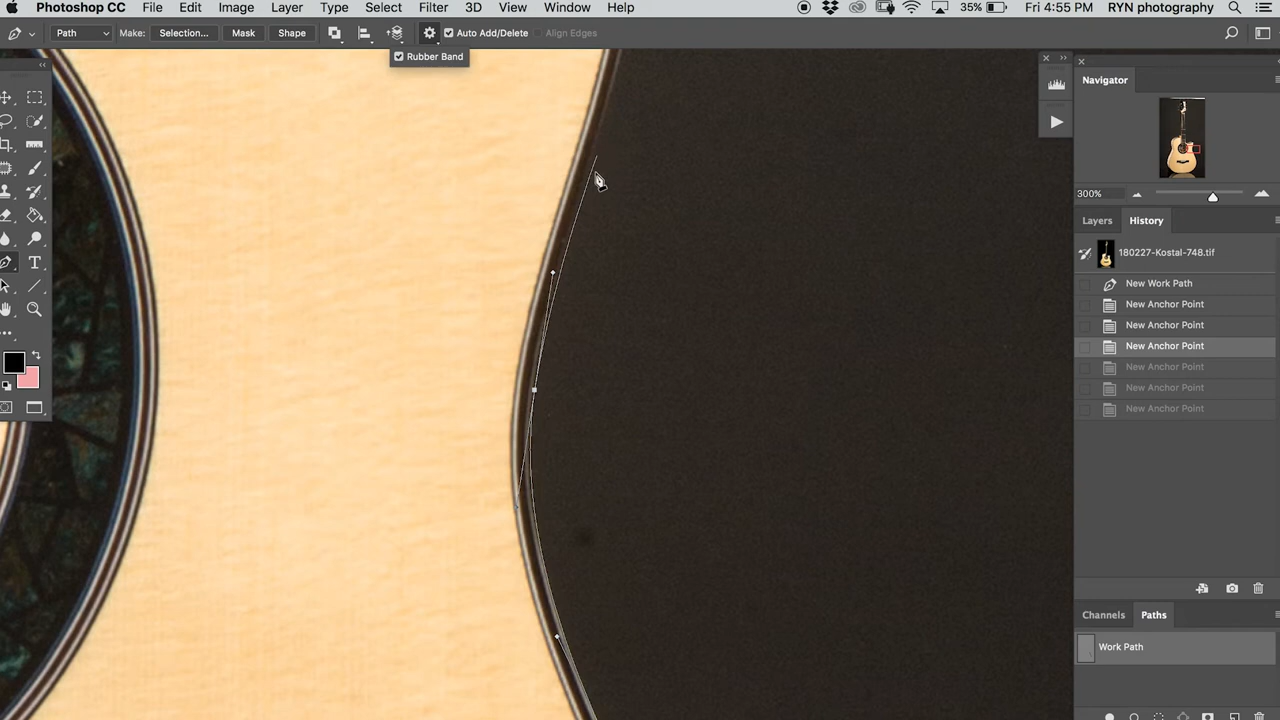 Photoshop CC File Edit Image Layer Type Select Filter 3D View Window Help 35% Fri 4:55 PM RYN photography
Path Make: Selection... Mask Shape Auto Add/Delete Align Edges
Rubber Band
Navigator
300%
Layers History
180227-Kostal-748.tif
New Work Path
New Anchor Point
New Anchor Point
New Anchor Point
New Anchor Point
New Anchor Point
New Anchor Point
Channels Paths
Work Path